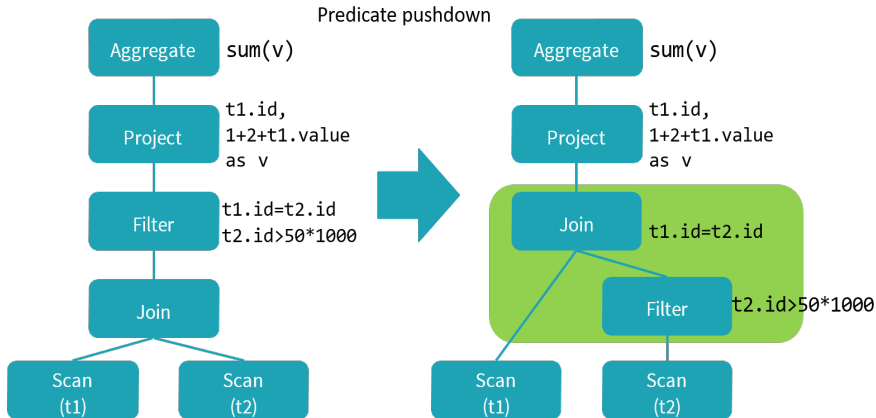 Predicate pushdown
Aggregate
sum(v)
Project
t1.id,
1+2+t1.value
as v
Filter
t1.id=t2.id
t2.id>50*1000
Join
Scan
(t1)
Scan
(t2)
Aggregate
sum(v)
Project
t1.id,
1+2+t1.value
as v
Join
t1.id=t2.id
Filter
t2.id>50*1000
Scan
(t1)
Scan
(t2)